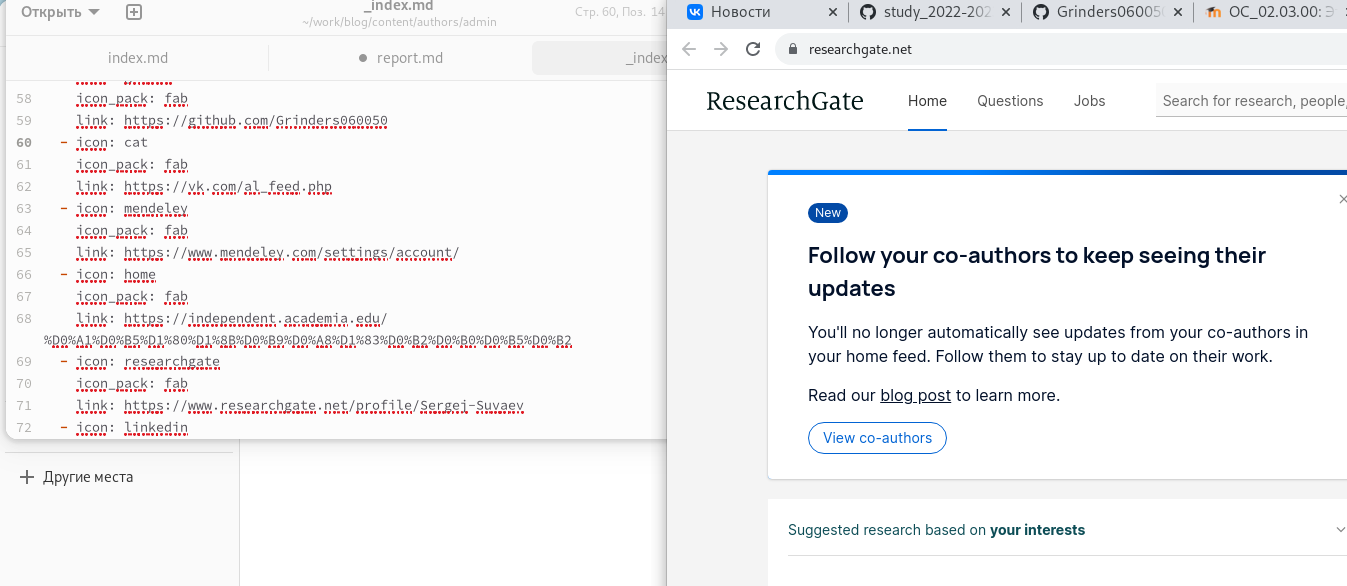 Открыть
_index.md
~/work/blog/content/authors/admin
Стр. 60, Поз. 14
index.md
report.md
_index
58 icon_pack: fab
59 link: https://github.com/Grinders060050
60 - icon: cat
61 icon_pack: fab
62 link: https://vk.com/al_feed.php
63 - icon: mendeley
64 icon_pack: fab
65 link: https://www.mendeley.com/settings/account/
66 - icon: home
67 icon_pack: fab
68 link: https://independent.academia.edu/
%D0%A1%D0%B5%D1%80%D1%8B%D0%B9%D0%A8%D1%83%D0%B2%D0%B0%D0%B5%D0%B2
69 - icon: researchgate
70 icon_pack: fab
71 link: https://www.researchgate.net/profile/Sergej-Suvaev
72 - icon: linkedin
Другие места
Новости
study_2022-202
Grinders06005
ОС_02.03.00: Э
researchgate.net
ResearchGate
Home
Questions
Jobs
Search for research, people,
New
Follow your co-authors to keep seeing their
updates
You'll no longer automatically see updates from your co-authors in
your home feed. Follow them to stay up to date on their work.
Read our blog post to learn more.
View co-authors
Suggested research based on your interests